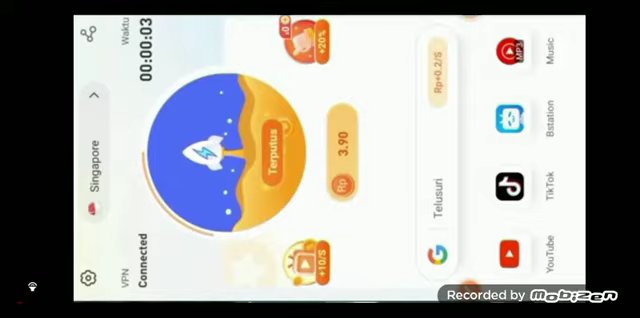 VPN
Connected
Waktu
00:00:03
Singapore
+20%
Terputus
+10/S
Rp 3.90
Telusuri
Rp+0.2/S
YouTube
TikTok
Bstation
Music
MP3
Recorded by Mobizen